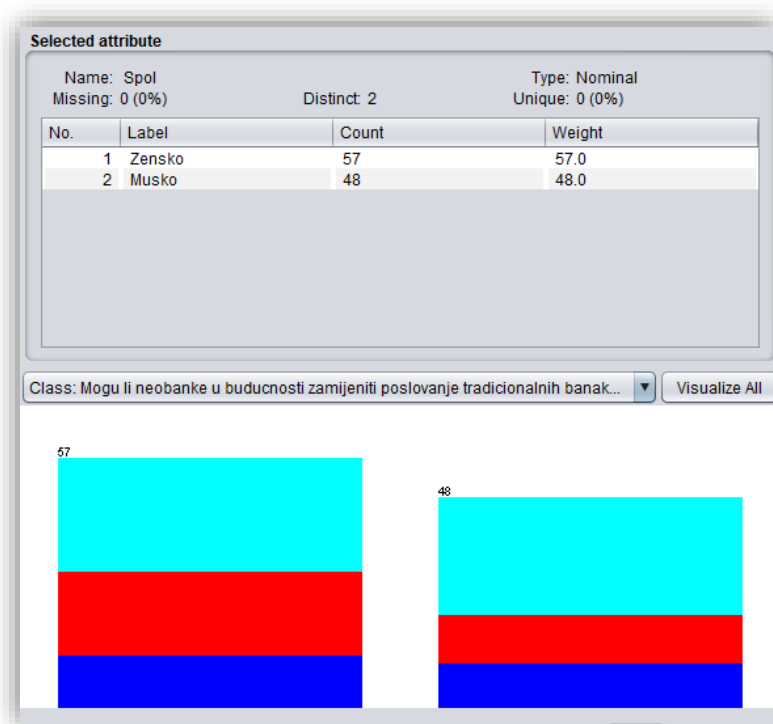 Selected attribute
Name: Spol Type: Nominal
Missing: 0 (0%) Distinct: 2 Unique: 0 (0%)
No. Label Count Weight
1 Zensko 57 57.0
2 Musko 48 48.0
Class: Mogu li neobanke u buducnosti zamijeniti poslovanje tradicionalnih banak... Visualize All
57
48